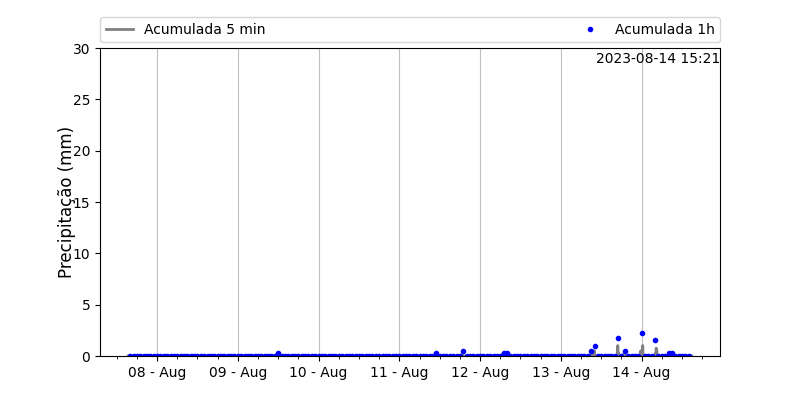 Acumulada 5 min
Acumulada 1h
2023-08-14 15:21
Precipitação (mm)
30
25
20
15
10
5
0
08 - Aug
09 - Aug
10 - Aug
11 - Aug
12 - Aug
13 - Aug
14 - Aug